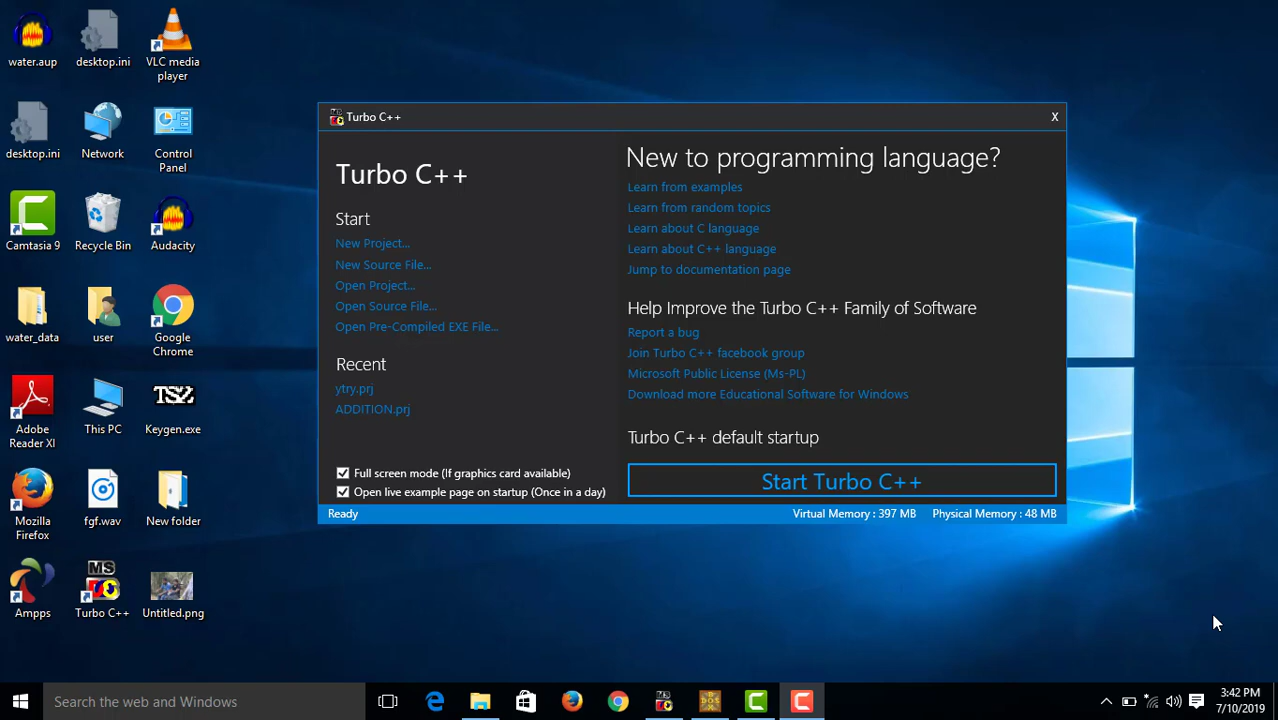 water.aup
desktop.ini
VLC media
player
desktop.ini
Network
Control
Panel
Camtasia 9
Recycle Bin
Audacity
water_data
user
Google
Chrome
Adobe
Reader XI
This PC
TSZ
Keygen.exe
Mozilla
Firefox
fgf.wav
New folder
MS
DOS
Ampps
Turbo C++
Untitled.png
Turbo C++
X
Turbo C++
Start
New Project...
New Source File...
Open Project...
Open Source File...
Open Pre-Compiled EXE File...
Recent
ytry.prj
ADDITION.prj
Full screen mode (If graphics card available)
Open live example page on startup (Once in a day)
New to programming language?
Learn from examples
Learn from random topics
Learn about C language
Learn about C++ language
Jump to documentation page
Help Improve the Turbo C++ Family of Software
Report a bug
Join Turbo C++ facebook group
Microsoft Public License (Ms-PL)
Download more Educational Software for Windows
Turbo C++ default startup
Start Turbo C++
Ready
Virtual Memory : 397 MB
Physical Memory : 48 MB
Search the web and Windows
3:42 PM
7/10/2019